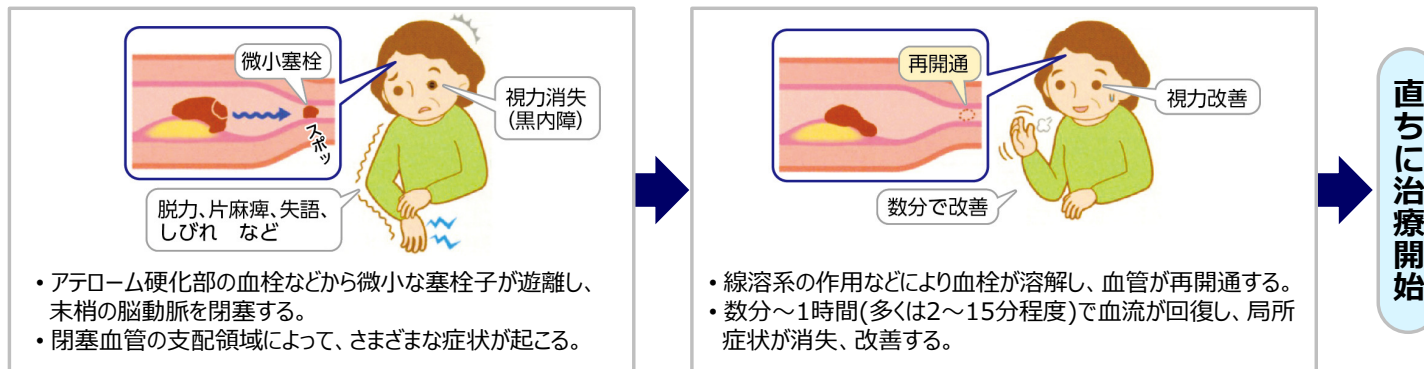 微小塞栓
スポッ
視力消失
(黒内障)
脱力、片麻痺、失語、
しびれ　など
• アテローム硬化部の血栓などから微小な塞栓子が遊離し、
末梢の脳動脈を閉塞する。
• 閉塞血管の支配領域によって、さまざまな症状が起こる。
再開通
視力改善
数分で改善
• 線溶系の作用などにより血栓が溶解し、血管が再開通する。
• 数分～1時間(多くは2～15分程度)で血流が回復し、局所
症状が消失、改善する。
直ちに治療開始